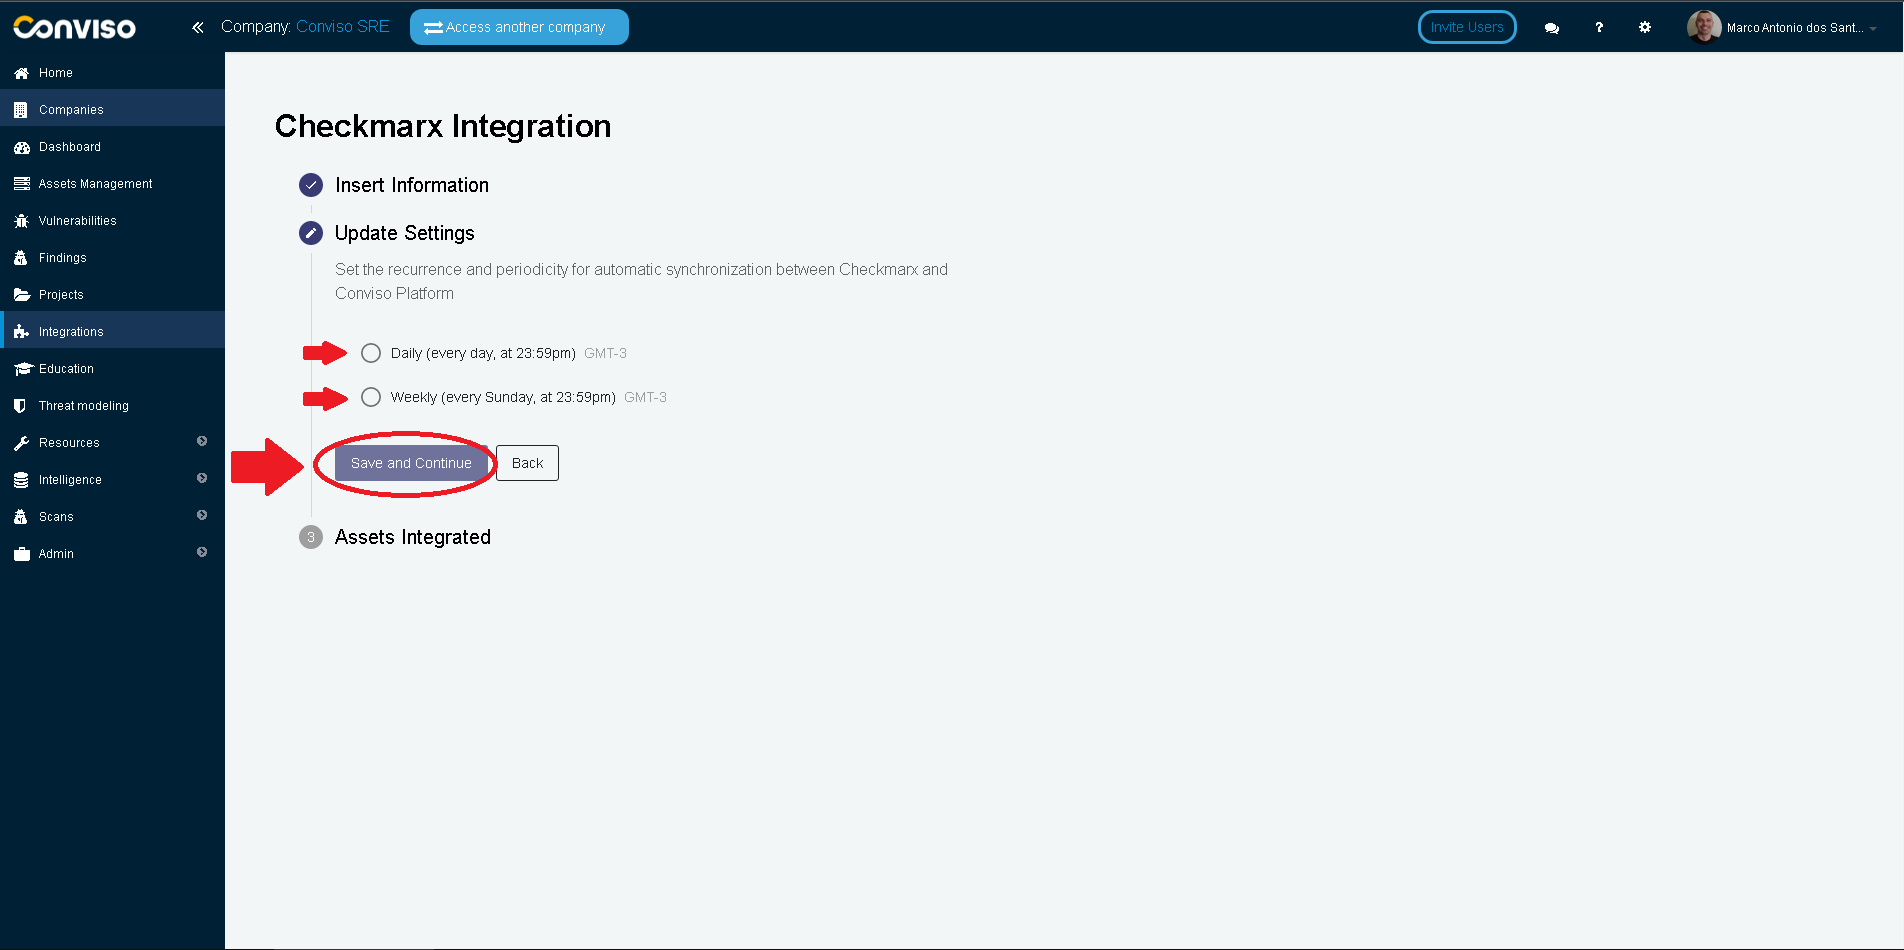 Conviso
Company: Conviso SRE
Access another company
Invite Users
?
Marco Antonio dos Sant...
Home
Companies
Dashboard
Assets Management
Vulnerabilities
Findings
Projects
Integrations
Education
Threat modeling
Resources
Intelligence
Scans
Admin
Checkmarx Integration
Insert Information
Update Settings
Set the recurrence and periodicity for automatic synchronization between Checkmarx and
Conviso Platform
Daily (every day, at 23:59pm) GMT-3
Weekly (every Sunday, at 23:59pm) GMT-3
Save and Continue
Back
3 Assets Integrated